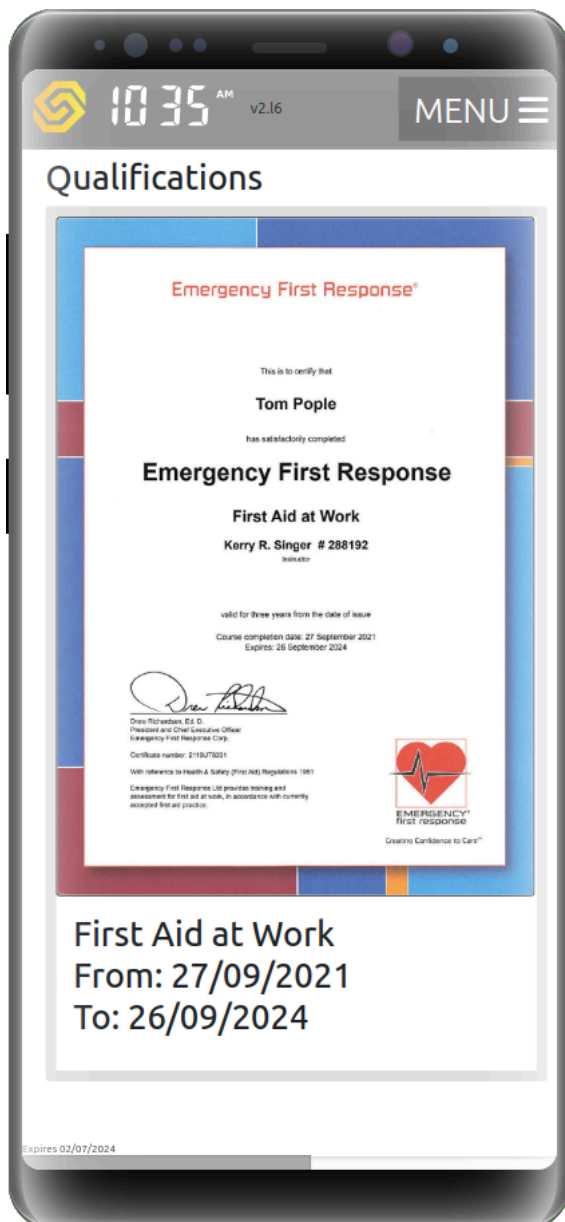 10 35 AM v2.l6 MENU
Qualifications
Emergency First Response®
This is to certify that
Tom Pople
has satisfactorily completed
Emergency First Response
First Aid at Work
Kerry R. Singer # 288192
Instructor
valid for three years from the date of issue
Course completion date: 27 September 2021
Expires: 26 September 2024
Drew Richardson, Ed. D.
President and Chief Executive Officer
Emergency First Response Corp.
Certificate number:
With reference to Health & Safety (First Aid) Regulations 1981
Emergency First Response Ltd provides training and
assessment for first aid at work, in accordance with currently
accepted first aid practice.
EMERGENCY®
first response
Creating Confidence to Care℠
First Aid at Work
From: 27/09/2021
To: 26/09/2024
Expires 02/07/2024